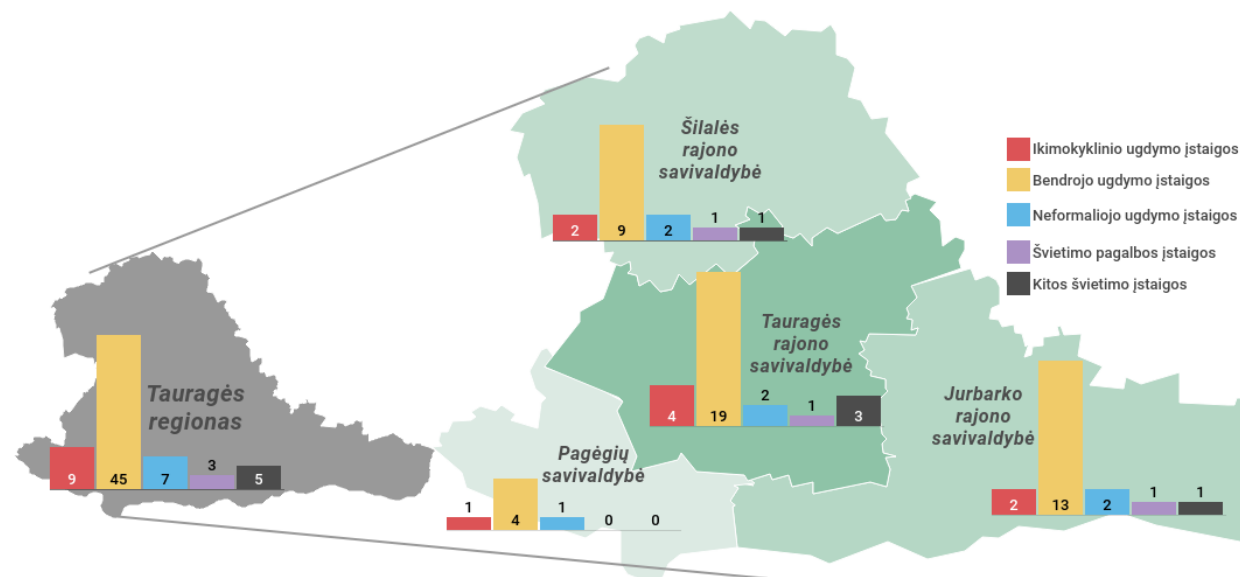 Šilalės
rajono
savivaldybė
2
9
2
1
1
Ikimokyklinio ugdymo įstaigos
Bendrojo ugdymo įstaigos
Neformaliojo ugdymo įstaigos
Švietimo pagalbos įstaigos
Kitos švietimo įstaigos
Tauragės
rajono
savivaldybė
4
19
2
1
3
Tauragės
regionas
9
45
7
3
5
Jurbarko
rajono
savivaldybė
2
13
2
1
1
Pagėgių
savivaldybė
1
4
1
0
0